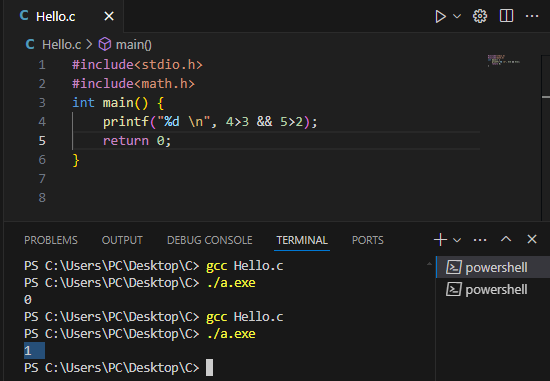 C Hello.c ×
C Hello.c > main()
1 #include<stdio.h>
2 #include<math.h>
3 int main() {
4     printf("%d \n", 4>3 && 5>2);
5     return 0;
6 }
7
8
PROBLEMS OUTPUT DEBUG CONSOLE TERMINAL PORTS
PS C:\Users\PC\Desktop\C> gcc Hello.c
PS C:\Users\PC\Desktop\C> ./a.exe
0
PS C:\Users\PC\Desktop\C> gcc Hello.c
PS C:\Users\PC\Desktop\C> ./a.exe
1
PS C:\Users\PC\Desktop\C>
powershell
powershell